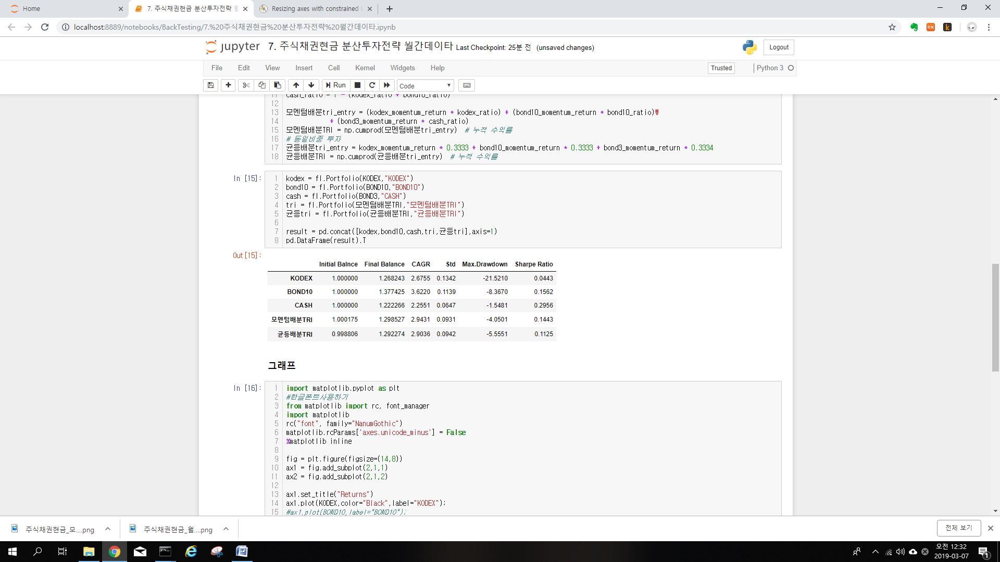 Home
7. 주식채권현금 분산투자전략 월
Resizing axes with constrained
localhost:8889/notebooks/BackTesting/7.%20주식채권현금%20분산투자전략%20월간데이타.ipynb
jupyter 7. 주식채권현금 분산투자전략 월간데이타 Last Checkpoint: 25분 전 (unsaved changes)
Logout
File Edit View Insert Cell Kernel Widgets Help
Trusted
Python 3
Run
Code
11 cash_ratio = 1 - (kodex_ratio + bond10_ratio)
12
13 모멘텀배분tri_entry = (kodex_momentum_return * kodex_ratio) + (bond10_momentum_return * bond10_ratio)\
14 + (bond3_momentum_return * cash_ratio)
15 모멘텀배분TRI = np.cumprod(모멘텀배분tri_entry) # 누적 수익률
16 # 동일비중 투자
17 균등배분tri_entry = kodex_momentum_return * 0.3333 + bond10_momentum_return * 0.3333 + bond3_momentum_return * 0.3334
18 균등배분TRI = np.cumprod(균등배분tri_entry) # 누적 수익률
In [15]:
1 kodex = fl.Portfolio(KODEX,"KODEX")
2 bond10 = fl.Portfolio(BOND10,"BOND10")
3 cash = fl.Portfolio(BOND3,"CASH")
4 tri = fl.Portfolio(모멘텀배분TRI,"모멘텀배분TRI")
5 균등tri = fl.Portfolio(균등배분TRI,"균등배분TRI")
6
7 result = pd.concat([kodex,bond10,cash,tri,균등tri],axis=1)
8 pd.DataFrame(result).T
Out[15]:
Initial Balnce Final Balance CAGR Std Max.Drawdown Sharpe Ratio
KODEX 1.000000 1.268243 2.6755 0.1342 -21.5210 0.0443
BOND10 1.000000 1.377425 3.6220 0.1139 -8.3670 0.1562
CASH 1.000000 1.222266 2.2551 0.0647 -1.5481 0.2956
모멘텀배분TRI 1.000175 1.298527 2.9431 0.0931 -4.0501 0.1443
균등배분TRI 0.998806 1.292274 2.9036 0.0942 -5.5551 0.1125
그래프
In [16]:
1 import matplotlib.pyplot as plt
2 #한글폰트사용하기
3 from matplotlib import rc, font_manager
4 import matplotlib
5 rc("font", family="NanumGothic")
6 matplotlib.rcParams['axes.unicode_minus'] = False
7 %matplotlib inline
8
9 fig = plt.figure(figsize=(14,8))
10 ax1 = fig.add_subplot(2,1,1)
11 ax2 = fig.add_subplot(2,1,2)
12
13 ax1.set_title("Returns")
14 ax1.plot(KODEX,color="Black",label="KODEX");
15 #ax1.plot(BOND10,label="BOND10");
주식채권현금_모....png
주식채권현금_월....png
전체 보기
오전 12:32
2019-03-07
1